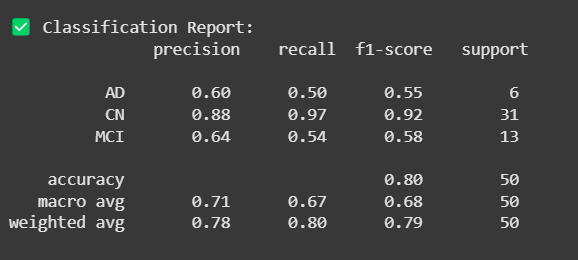 ✅ Classification Report:
precision recall f1-score support
AD 0.60 0.50 0.55 6
CN 0.88 0.97 0.92 31
MCI 0.64 0.54 0.58 13
accuracy 0.80 50
macro avg 0.71 0.67 0.68 50
weighted avg 0.78 0.80 0.79 50